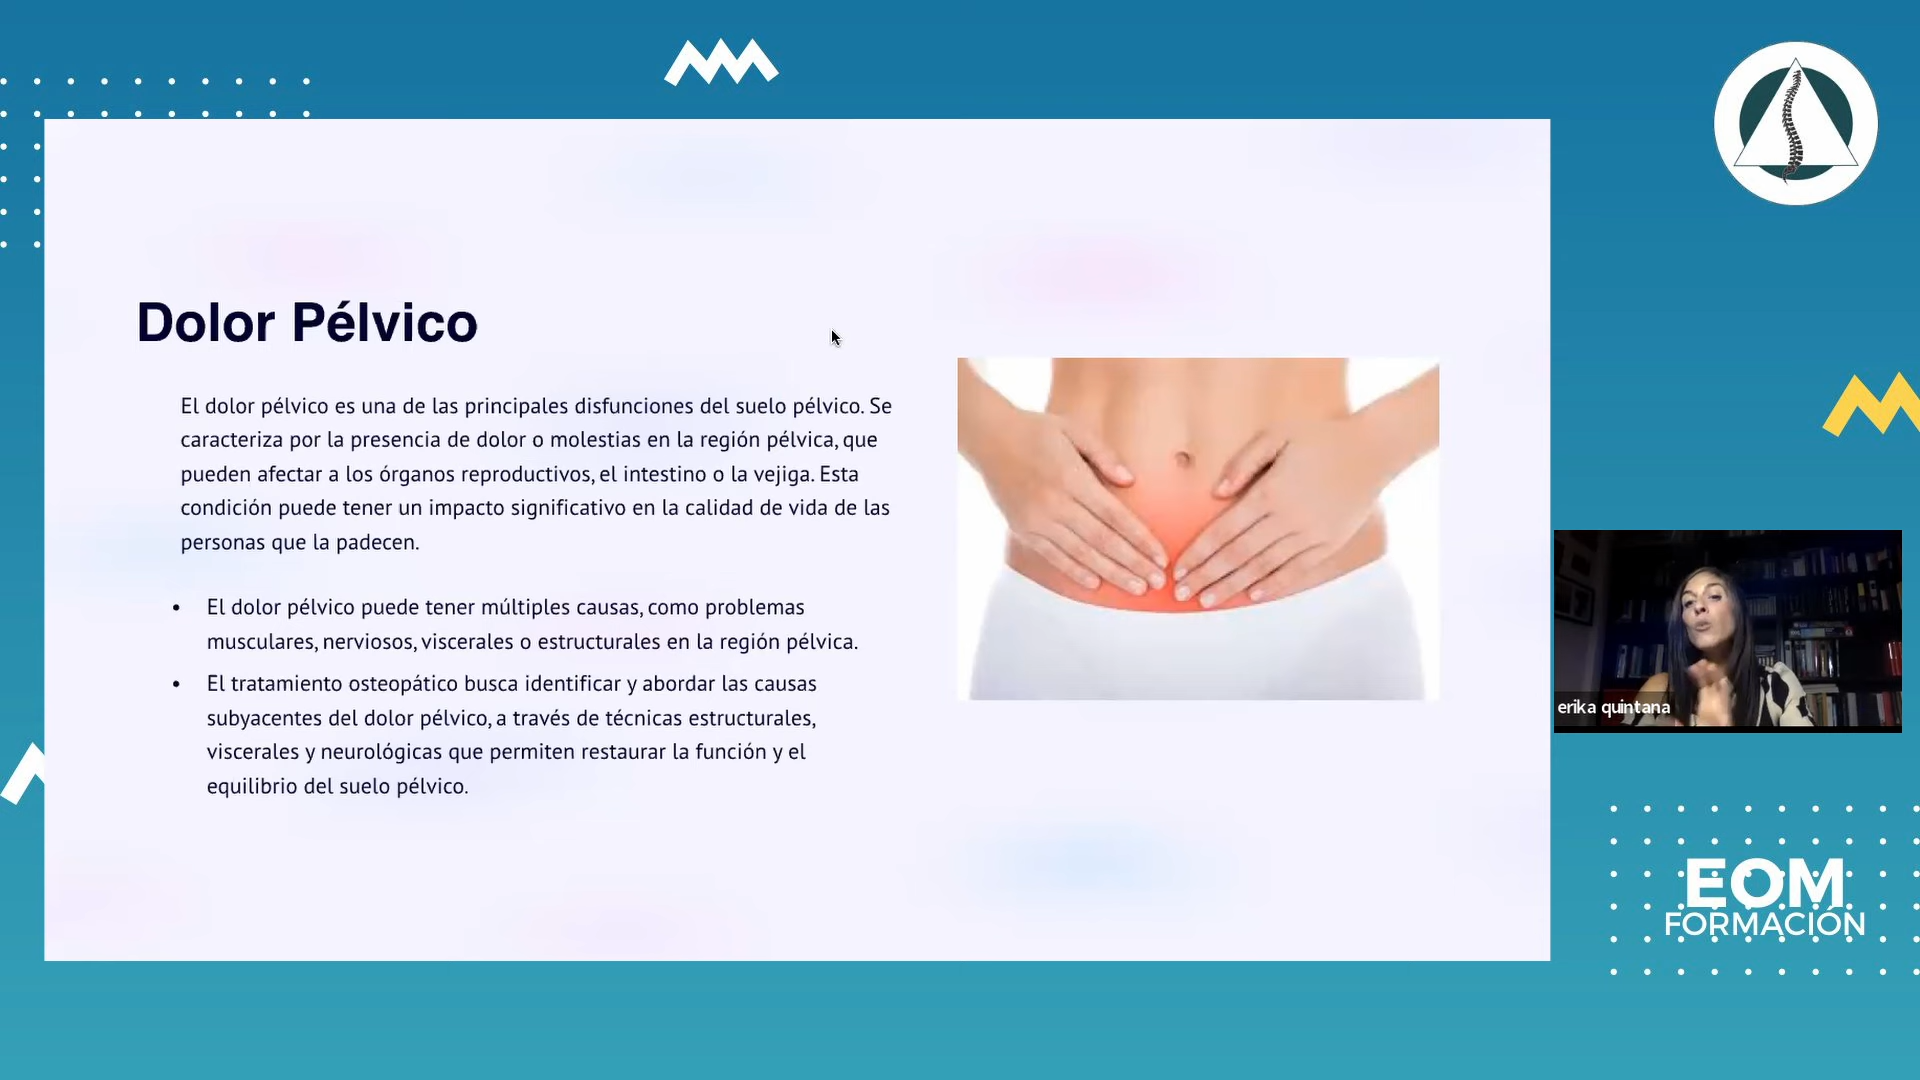 Dolor Pélvico
El dolor pélvico es una de las principales disfunciones del suelo pélvico. Se
caracteriza por la presencia de dolor o molestias en la región pélvica, que
pueden afectar a los órganos reproductivos, el intestino o la vejiga. Esta
condición puede tener un impacto significativo en la calidad de vida de las
personas que la padecen.
• El dolor pélvico puede tener múltiples causas, como problemas
musculares, nerviosos, viscerales o estructurales en la región pélvica.
• El tratamiento osteopático busca identificar y abordar las causas
subyacentes del dolor pélvico, a través de técnicas estructurales,
viscerales y neurológicas que permiten restaurar la función y el
equilibrio del suelo pélvico.
erika quintana
EOM
FORMACIÓN